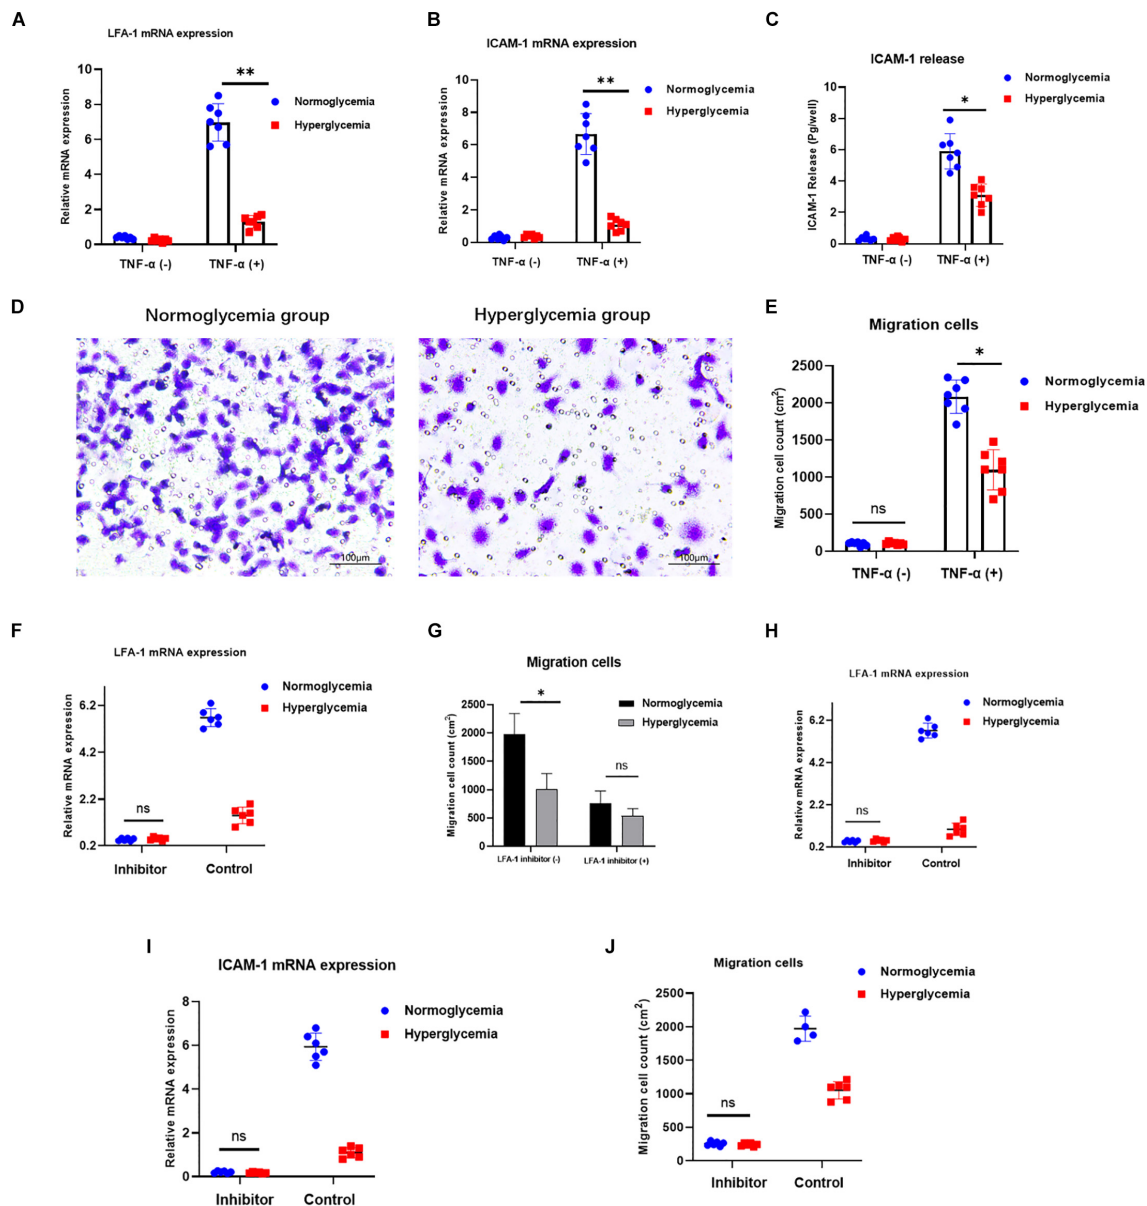 A
LFA-1 mRNA expression
Relative mRNA expression
10
8
6
4
2
0
**
Normoglycemia
Hyperglycemia
TNF-α (-)
TNF-α (+)
B
ICAM-1 mRNA expression
Relative mRNA expression
10
8
6
4
2
0
**
Normoglycemia
Hyperglycemia
TNF-α (-)
TNF-α (+)
C
ICAM-1 release
ICAM-1 Release (Pg/well)
10
8
6
4
2
0
*
Normoglycemia
Hyperglycemia
TNF-α (-)
TNF-α (+)
D
Normoglycemia group
100μm
Hyperglycemia group
100μm
E
Migration cells
Migration cell count (cm²)
2500
2000
1500
1000
500
0
ns
*
Normoglycemia
Hyperglycemia
TNF-α (-)
TNF-α (+)
F
LFA-1 mRNA expression
Relative mRNA expression
6.2
4.2
2.2
0.2
ns
Normoglycemia
Hyperglycemia
Inhibitor
Control
G
Migration cells
Migration cell count (cm²)
2500
2000
1500
1000
500
0
*
ns
Normoglycemia
Hyperglycemia
LFA-1 inhibitor (-)
LFA-1 inhibitor (+)
H
LFA-1 mRNA expression
Relative mRNA expression
6.2
4.2
2.2
0.2
ns
Normoglycemia
Hyperglycemia
Inhibitor
Control
I
ICAM-1 mRNA expression
Relative mRNA expression
8
6
4
2
0
ns
Normoglycemia
Hyperglycemia
Inhibitor
Control
J
Migration cells
Migration cell count (cm²)
2500
2000
1500
1000
500
0
ns
Normoglycemia
Hyperglycemia
Inhibitor
Control